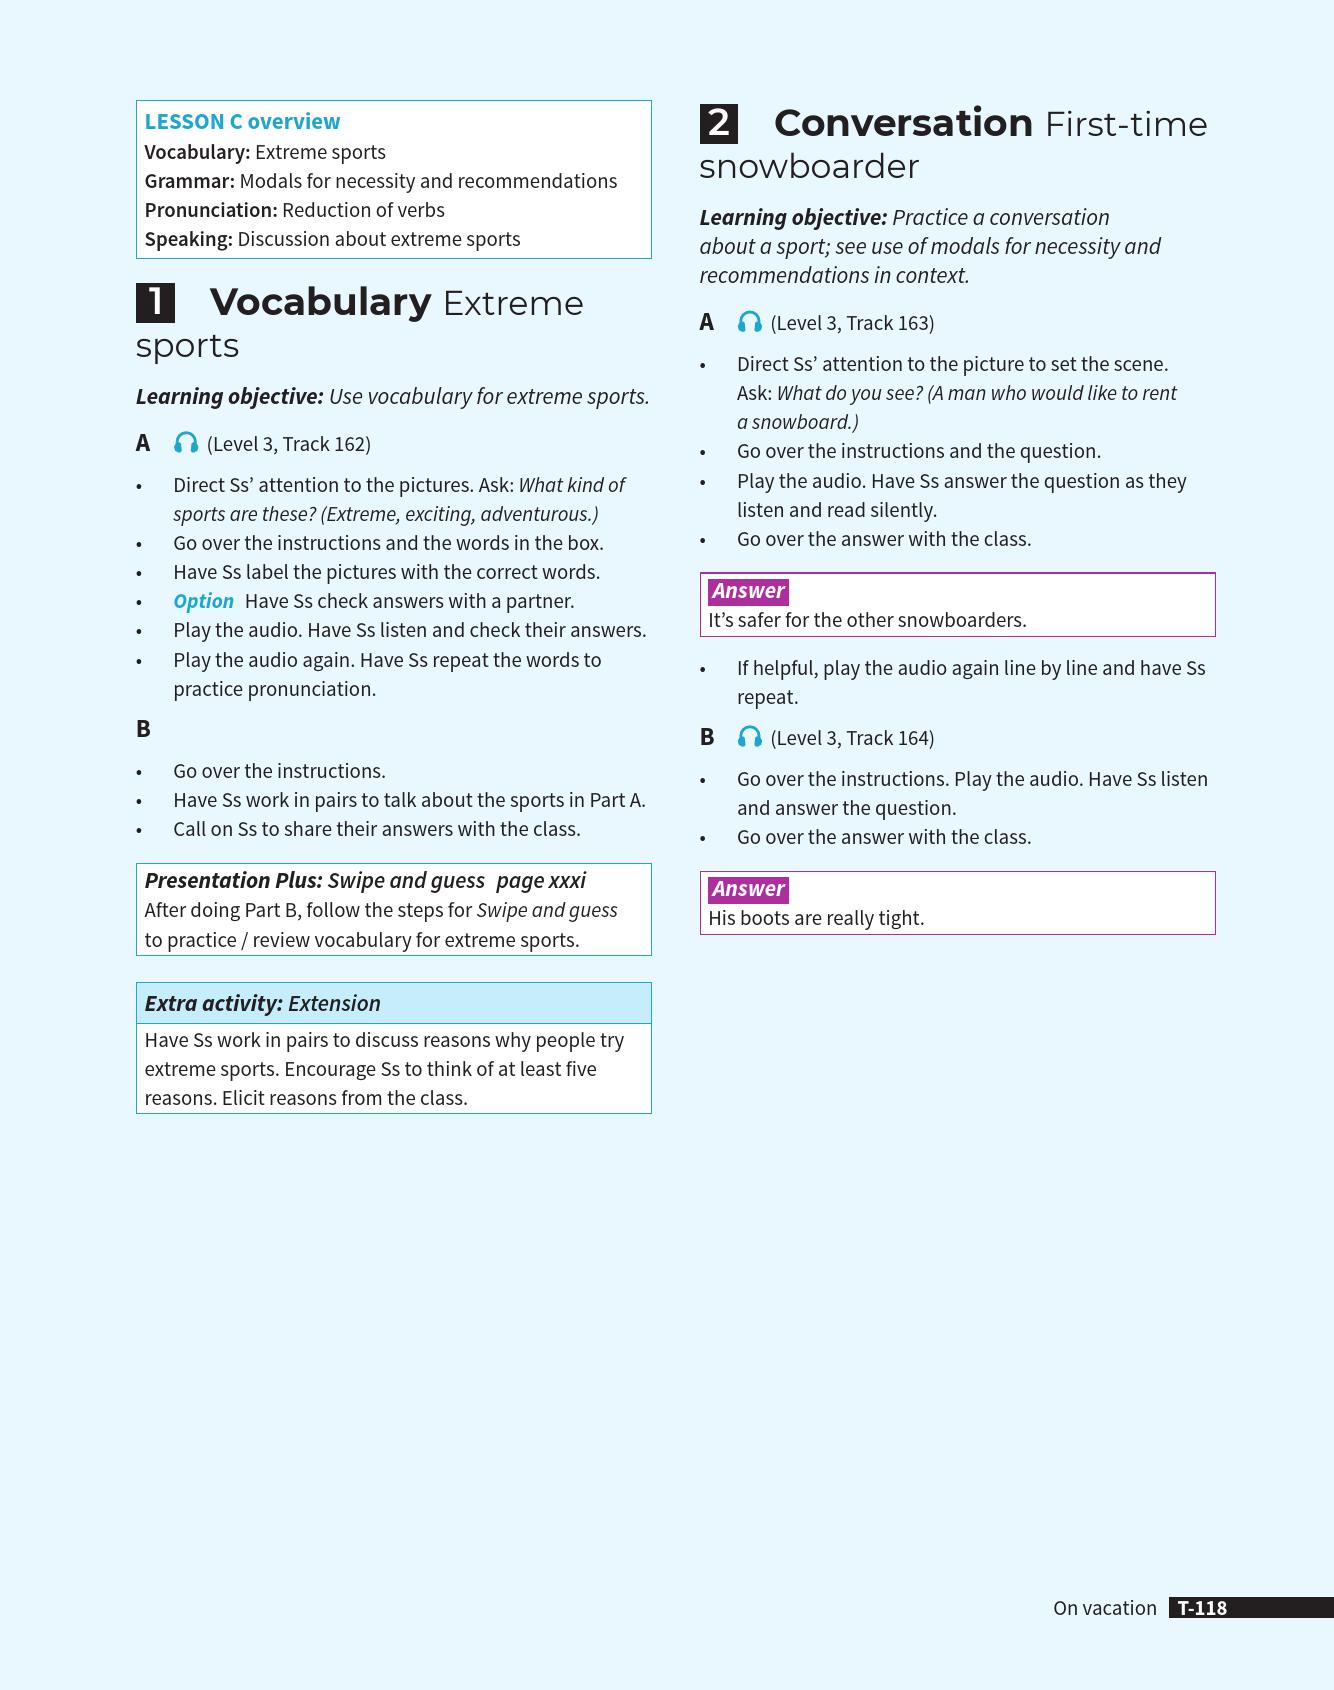 LESSON C overview
Vocabulary: Extreme sports
Grammar: Modals for necessity and recommendations
Pronunciation: Reduction of verbs
Speaking: Discussion about extreme sports
1 Vocabulary Extreme
sports
Learning objective: Use vocabulary for extreme sports.
A (Level 3, Track 162)
• Direct Ss’ attention to the pictures. Ask: What kind of
sports are these? (Extreme, exciting, adventurous.)
• Go over the instructions and the words in the box.
• Have Ss label the pictures with the correct words.
• Option Have Ss check answers with a partner.
• Play the audio. Have Ss listen and check their answers.
• Play the audio again. Have Ss repeat the words to
practice pronunciation.
B
• Go over the instructions.
• Have Ss work in pairs to talk about the sports in Part A.
• Call on Ss to share their answers with the class.
Presentation Plus: Swipe and guess page xxxi
After doing Part B, follow the steps for Swipe and guess
to practice / review vocabulary for extreme sports.
Extra activity: Extension
Have Ss work in pairs to discuss reasons why people try
extreme sports. Encourage Ss to think of at least five
reasons. Elicit reasons from the class.
2 Conversation First-time
snowboarder
Learning objective: Practice a conversation
about a sport; see use of modals for necessity and
recommendations in context.
A (Level 3, Track 163)
• Direct Ss’ attention to the picture to set the scene.
Ask: What do you see? (A man who would like to rent
a snowboard.)
• Go over the instructions and the question.
• Play the audio. Have Ss answer the question as they
listen and read silently.
• Go over the answer with the class.
Answer
It’s safer for the other snowboarders.
• If helpful, play the audio again line by line and have Ss
repeat.
B (Level 3, Track 164)
• Go over the instructions. Play the audio. Have Ss listen
and answer the question.
• Go over the answer with the class.
Answer
His boots are really tight.
On vacation T-118